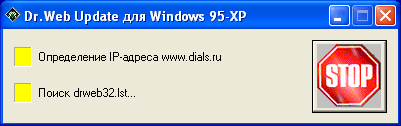 Dr.Web Update для Windows 95-XP
Определение IP-адреса www.dials.ru
STOP
Поиск drweb32.lst...